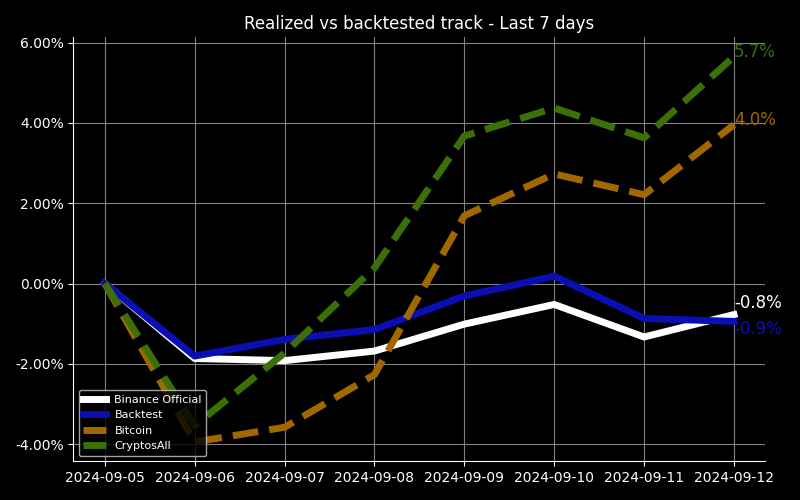 Realized vs backtested track - Last 7 days
6.00%
4.00%
2.00%
0.00%
-2.00%
-4.00%
5.7%
4.0%
-0.8%
-0.9%
Binance Official
Backtest
Bitcoin
CryptosAll
2024-09-05 2024-09-06 2024-09-07 2024-09-08 2024-09-09 2024-09-10 2024-09-11 2024-09-12